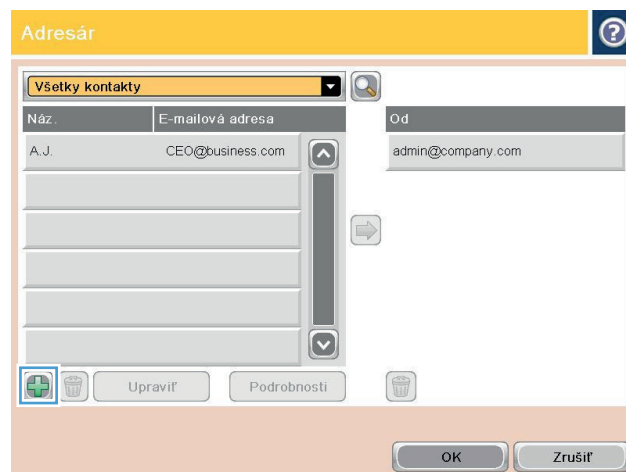 Adresár
Všetky kontakty
Náz. E-mailová adresa Od
A.J. CEO@business.com admin@company.com
Upraviť Podrobnosti
OK Zrušiť